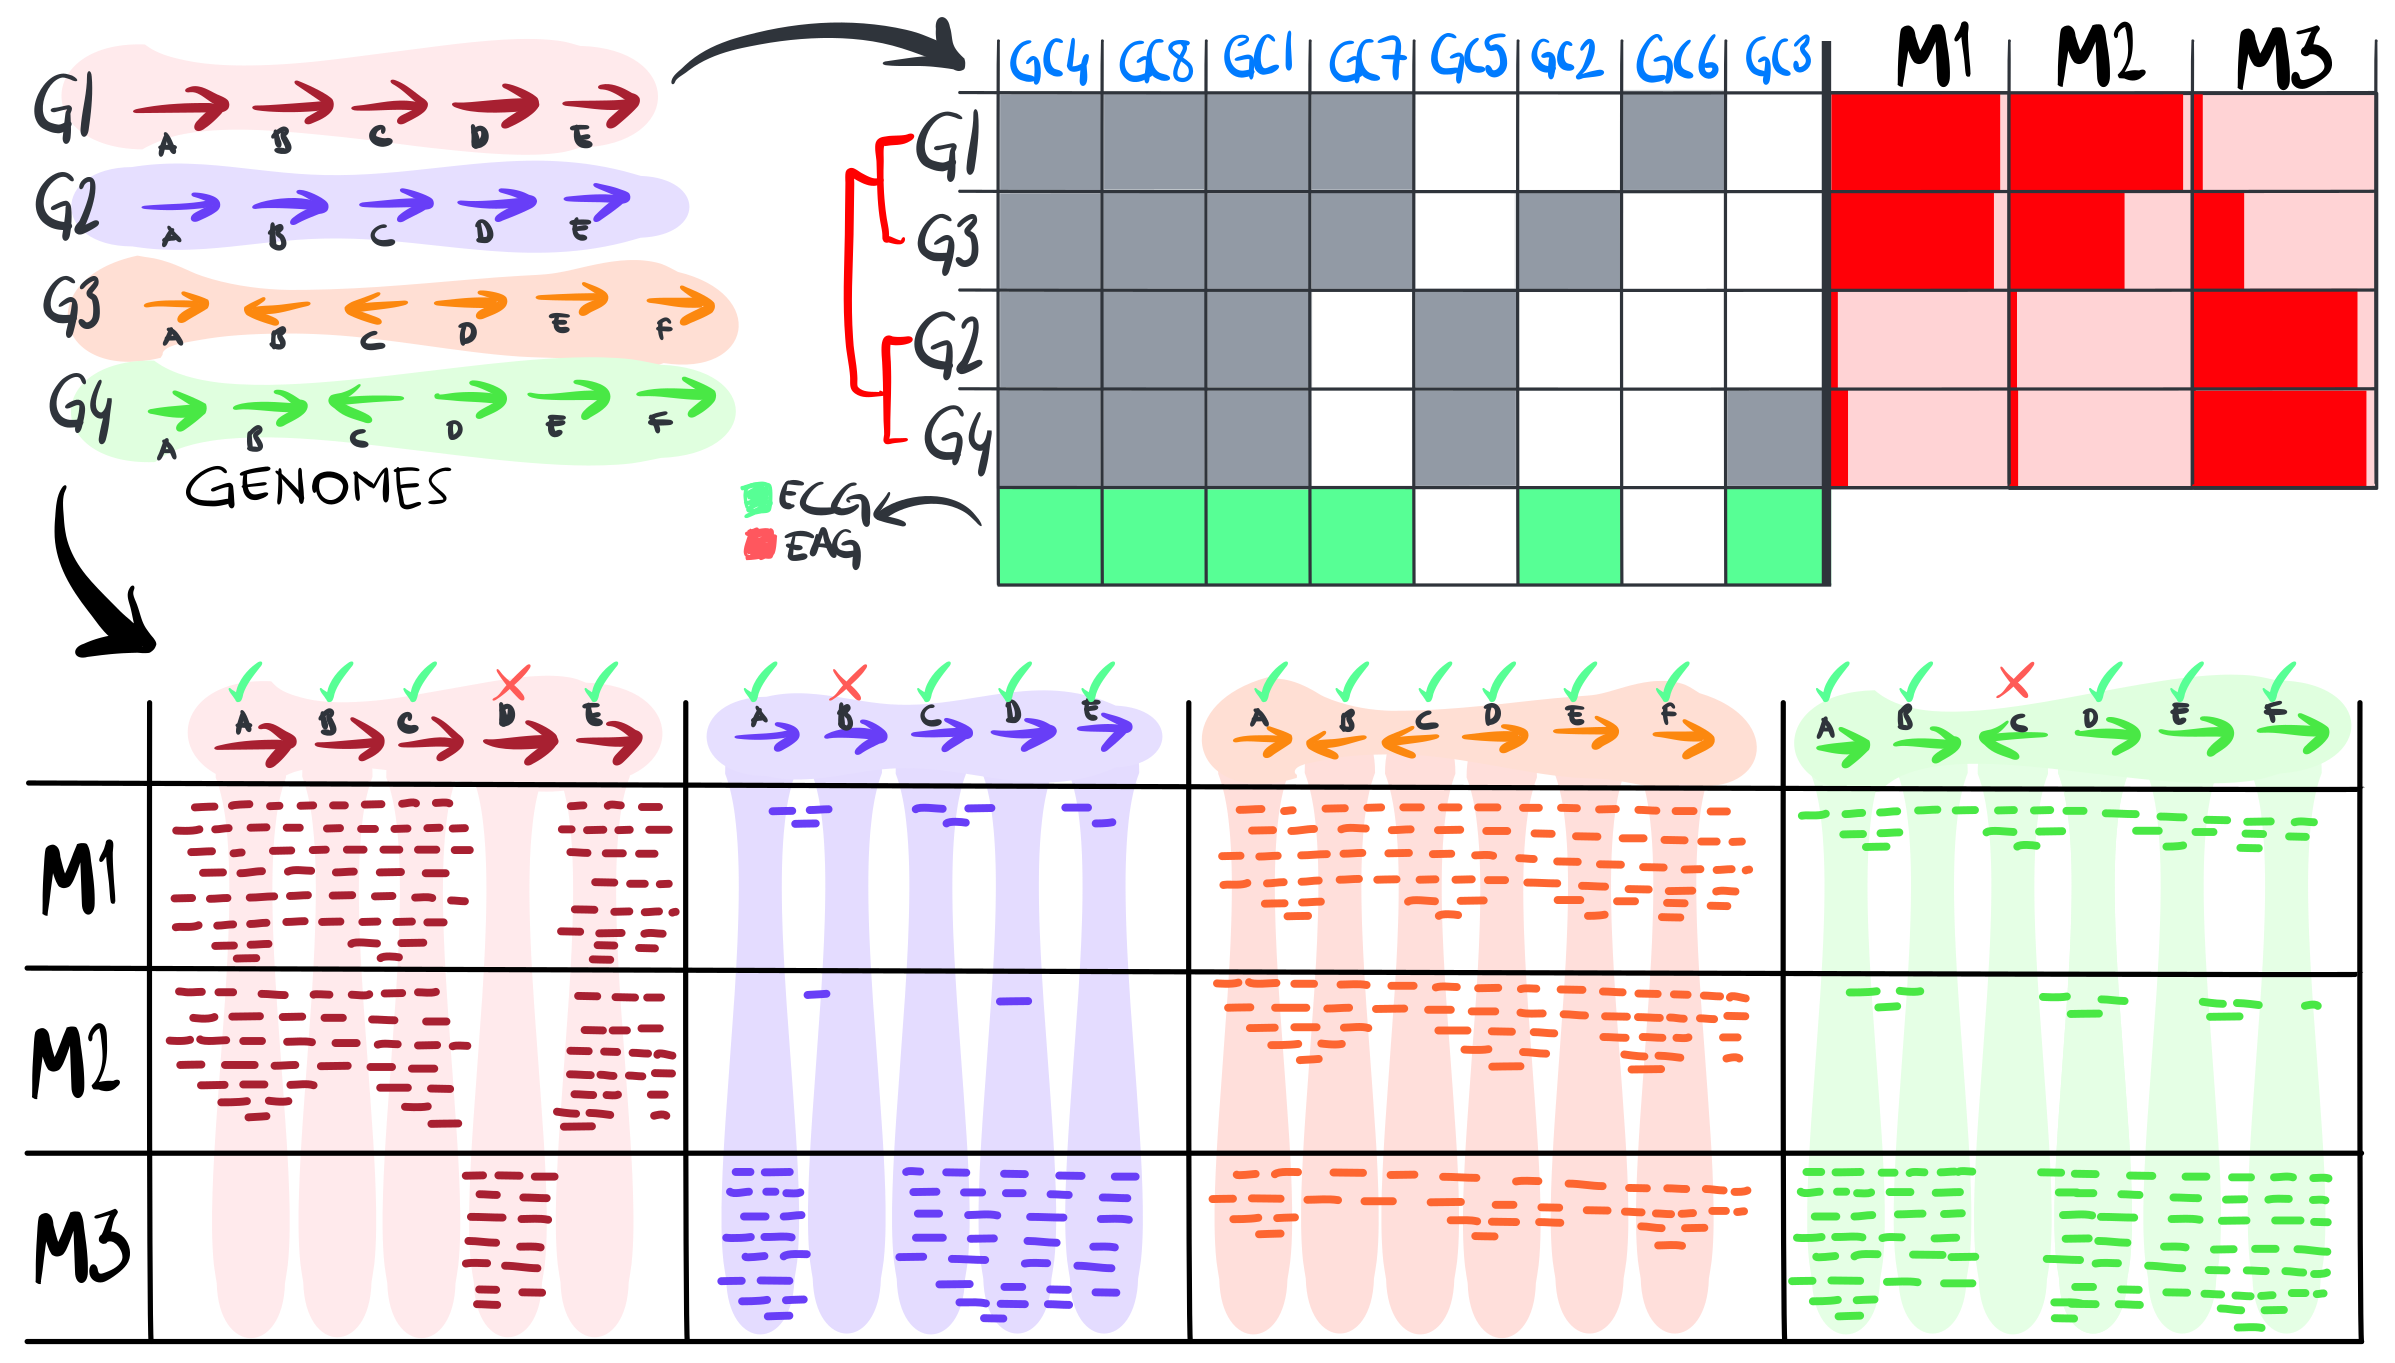 G1
A B C D E
G2
A B C D E
G3
A B C D E F
G4
A B C D E F
GENOMES
GC4 GC8 GC1 GC7 GC5 GC2 GC6 GC3 M1 M2 M3
G1
G3
G2
G4
ECG
EAG
A B C D E A B C D E A B C D E F A B C D E F
M1
M2
M3